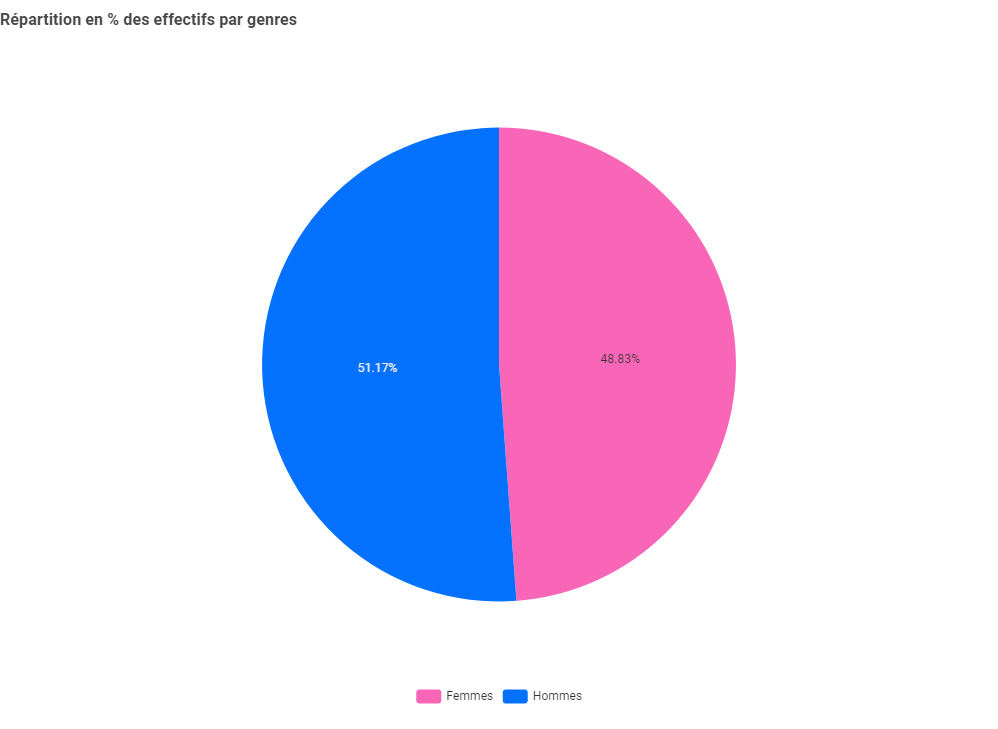 Répartition en % des effectifs par genres
51.17%
48.83%
Femmes
Hommes